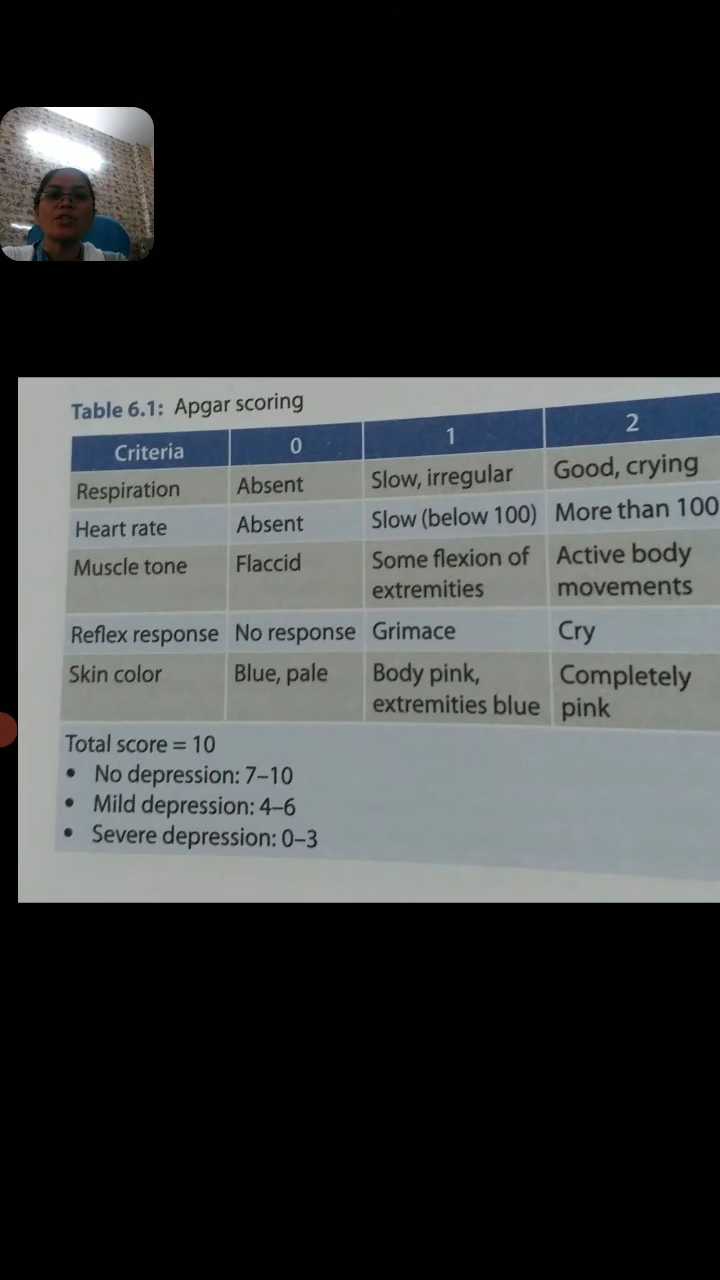 Table 6.1: Apgar scoring
Criteria 0 1 2
Respiration Absent Slow, irregular Good, crying
Heart rate Absent Slow (below 100) More than 100
Muscle tone Flaccid Some flexion of extremities Active body movements
Reflex response No response Grimace Cry
Skin color Blue, pale Body pink, extremities blue Completely pink
Total score = 10
• No depression: 7–10
• Mild depression: 4–6
• Severe depression: 0–3